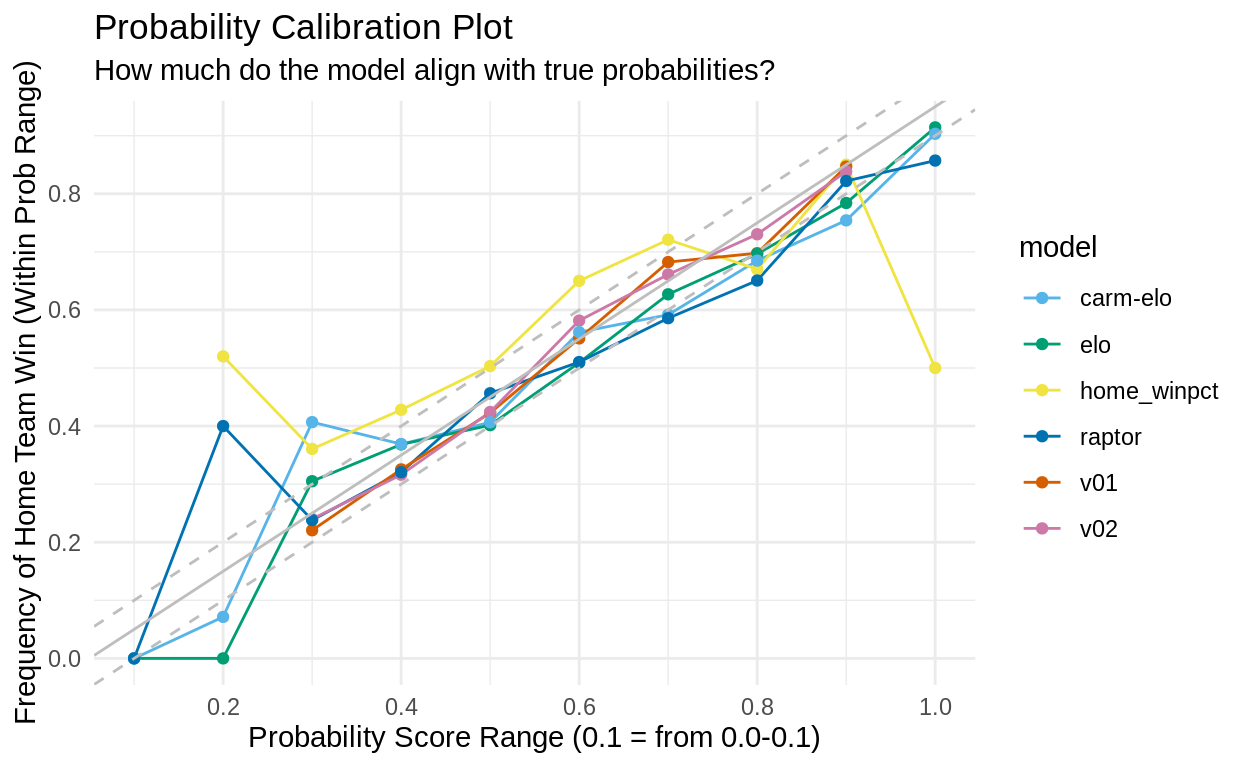 Probability Calibration Plot
How much do the model align with true probabilities?
Frequency of Home Team Win (Within Prob Range)
0.8
0.6
0.4
0.2
0.0
0.2 0.4 0.6 0.8 1.0
Probability Score Range (0.1 = from 0.0-0.1)
model
carm-elo
elo
home_winpct
raptor
v01
v02